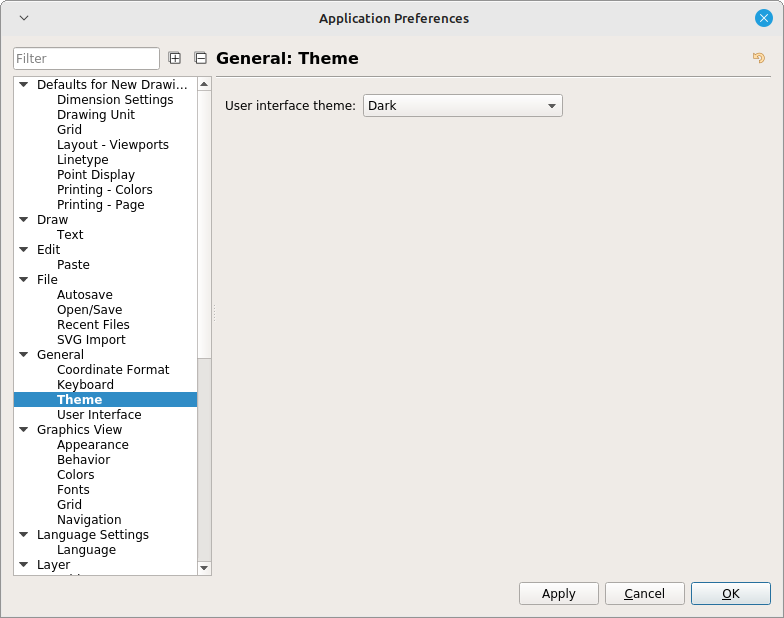 Application Preferences
Filter
General: Theme
Defaults for New Drawi...
Dimension Settings
Drawing Unit
Grid
Layout - Viewports
Linetype
Point Display
Printing - Colors
Printing - Page
Draw
Text
Edit
Paste
File
Autosave
Open/Save
Recent Files
SVG Import
General
Coordinate Format
Keyboard
Theme
User Interface
Graphics View
Appearance
Behavior
Colors
Fonts
Grid
Navigation
Language Settings
Language
Layer
User interface theme: Dark
Apply Cancel OK